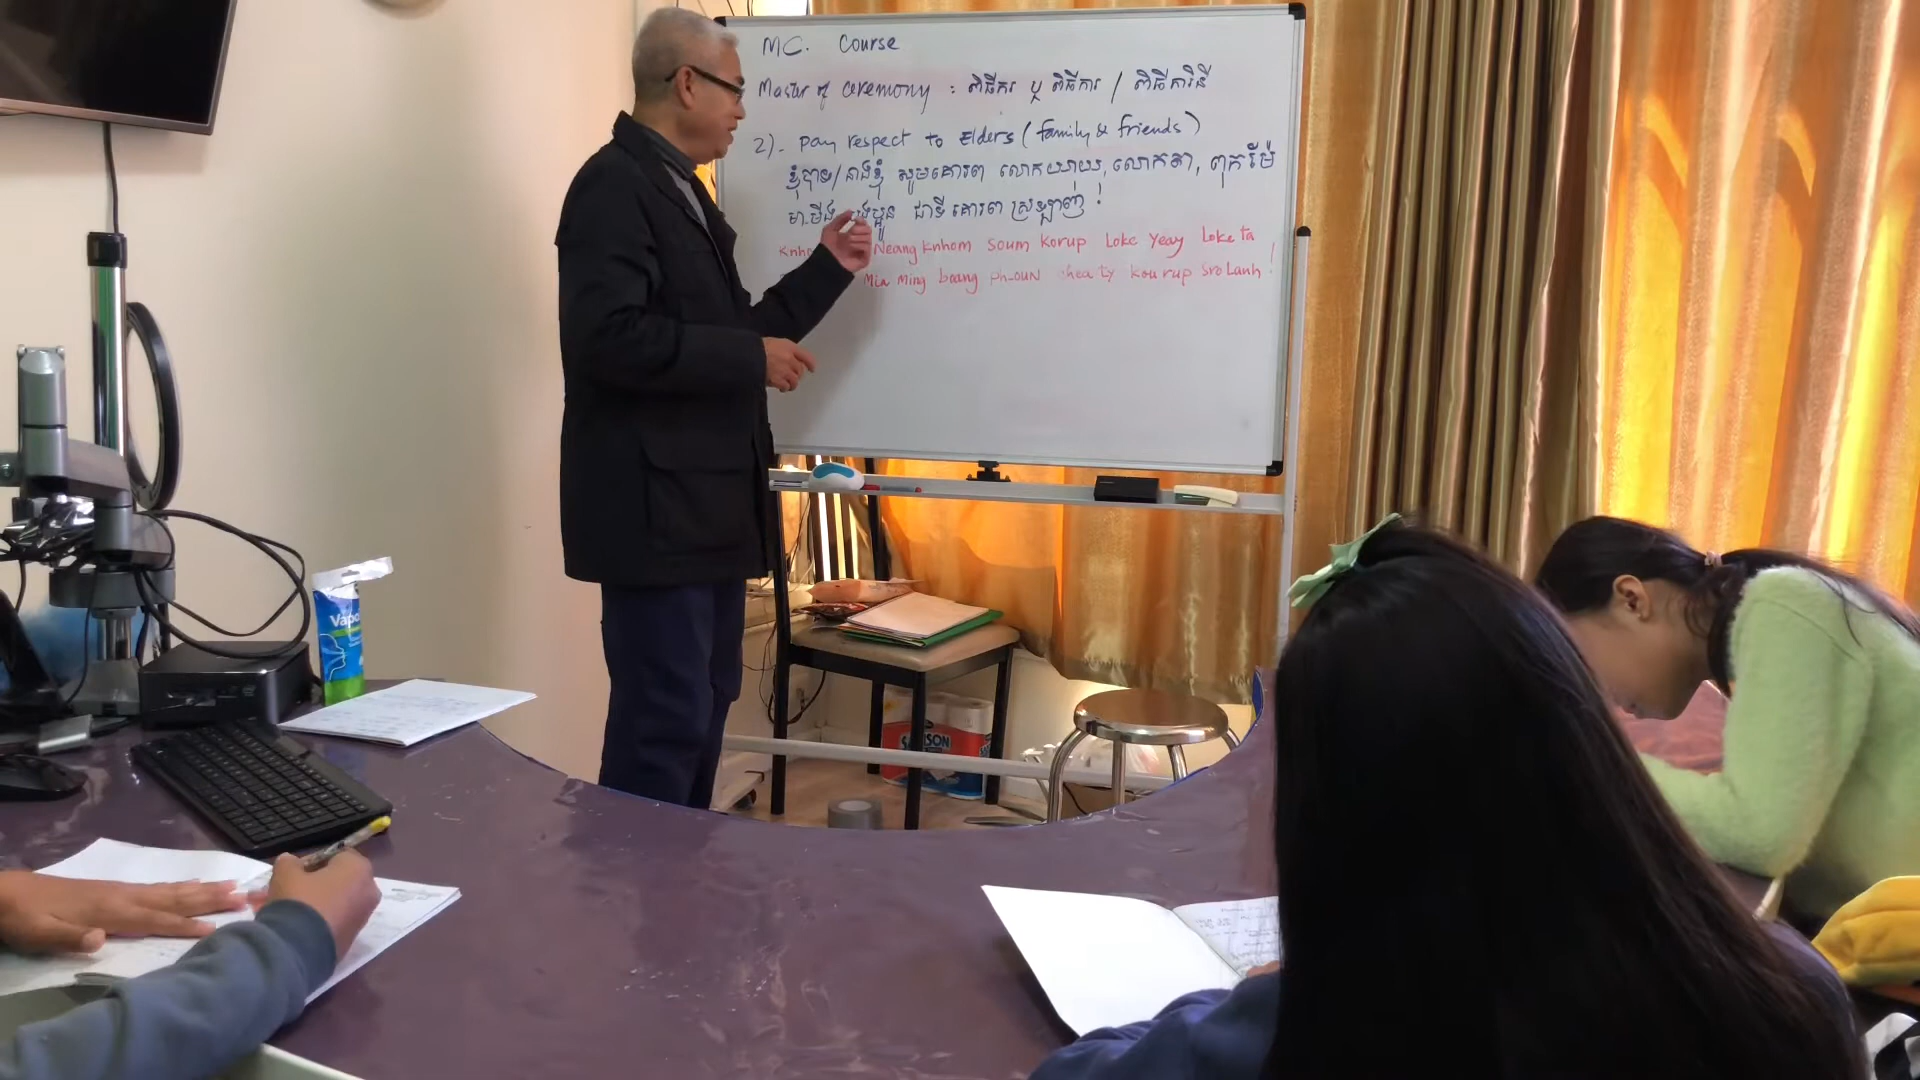 MC. Course
Master of ceremony : ពិធីករ ឬ ពិធីការ / ពិធីការិនី
2). Pay respect to Elders ( family & friends )
ខ្ញុំបាទ/នាងខ្ញុំ សូមគោរព លោកយាយ, លោកតា, ពុកម៉ែ
មា.មីង បងប្អូន ជាទីគោរព ស្រឡាញ់ !
Neang Knhom Soum Korup Loke Yeay Loke ta
Mia Ming baang ph-oun chea ty kourup Sro Lanh !
Vapo